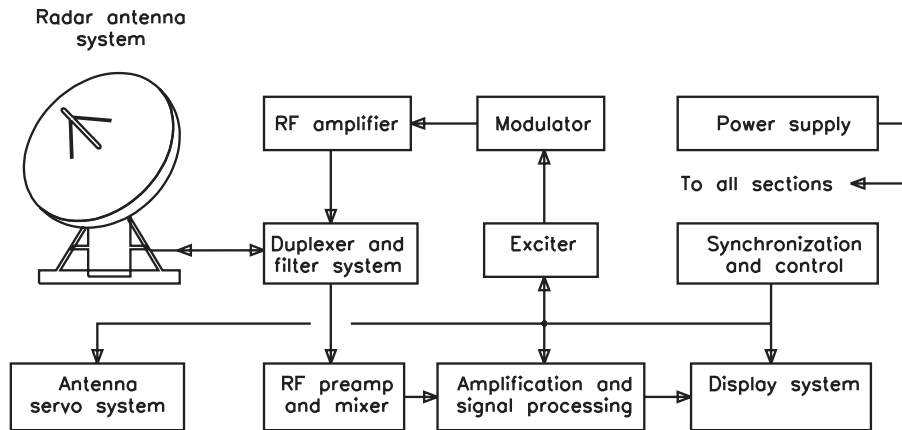 Radar antenna
system
RF amplifier
Modulator
Power supply
To all sections
Duplexer and
filter system
Exciter
Synchronization
and control
Antenna
servo system
RF preamp
and mixer
Amplification and
signal processing
Display system